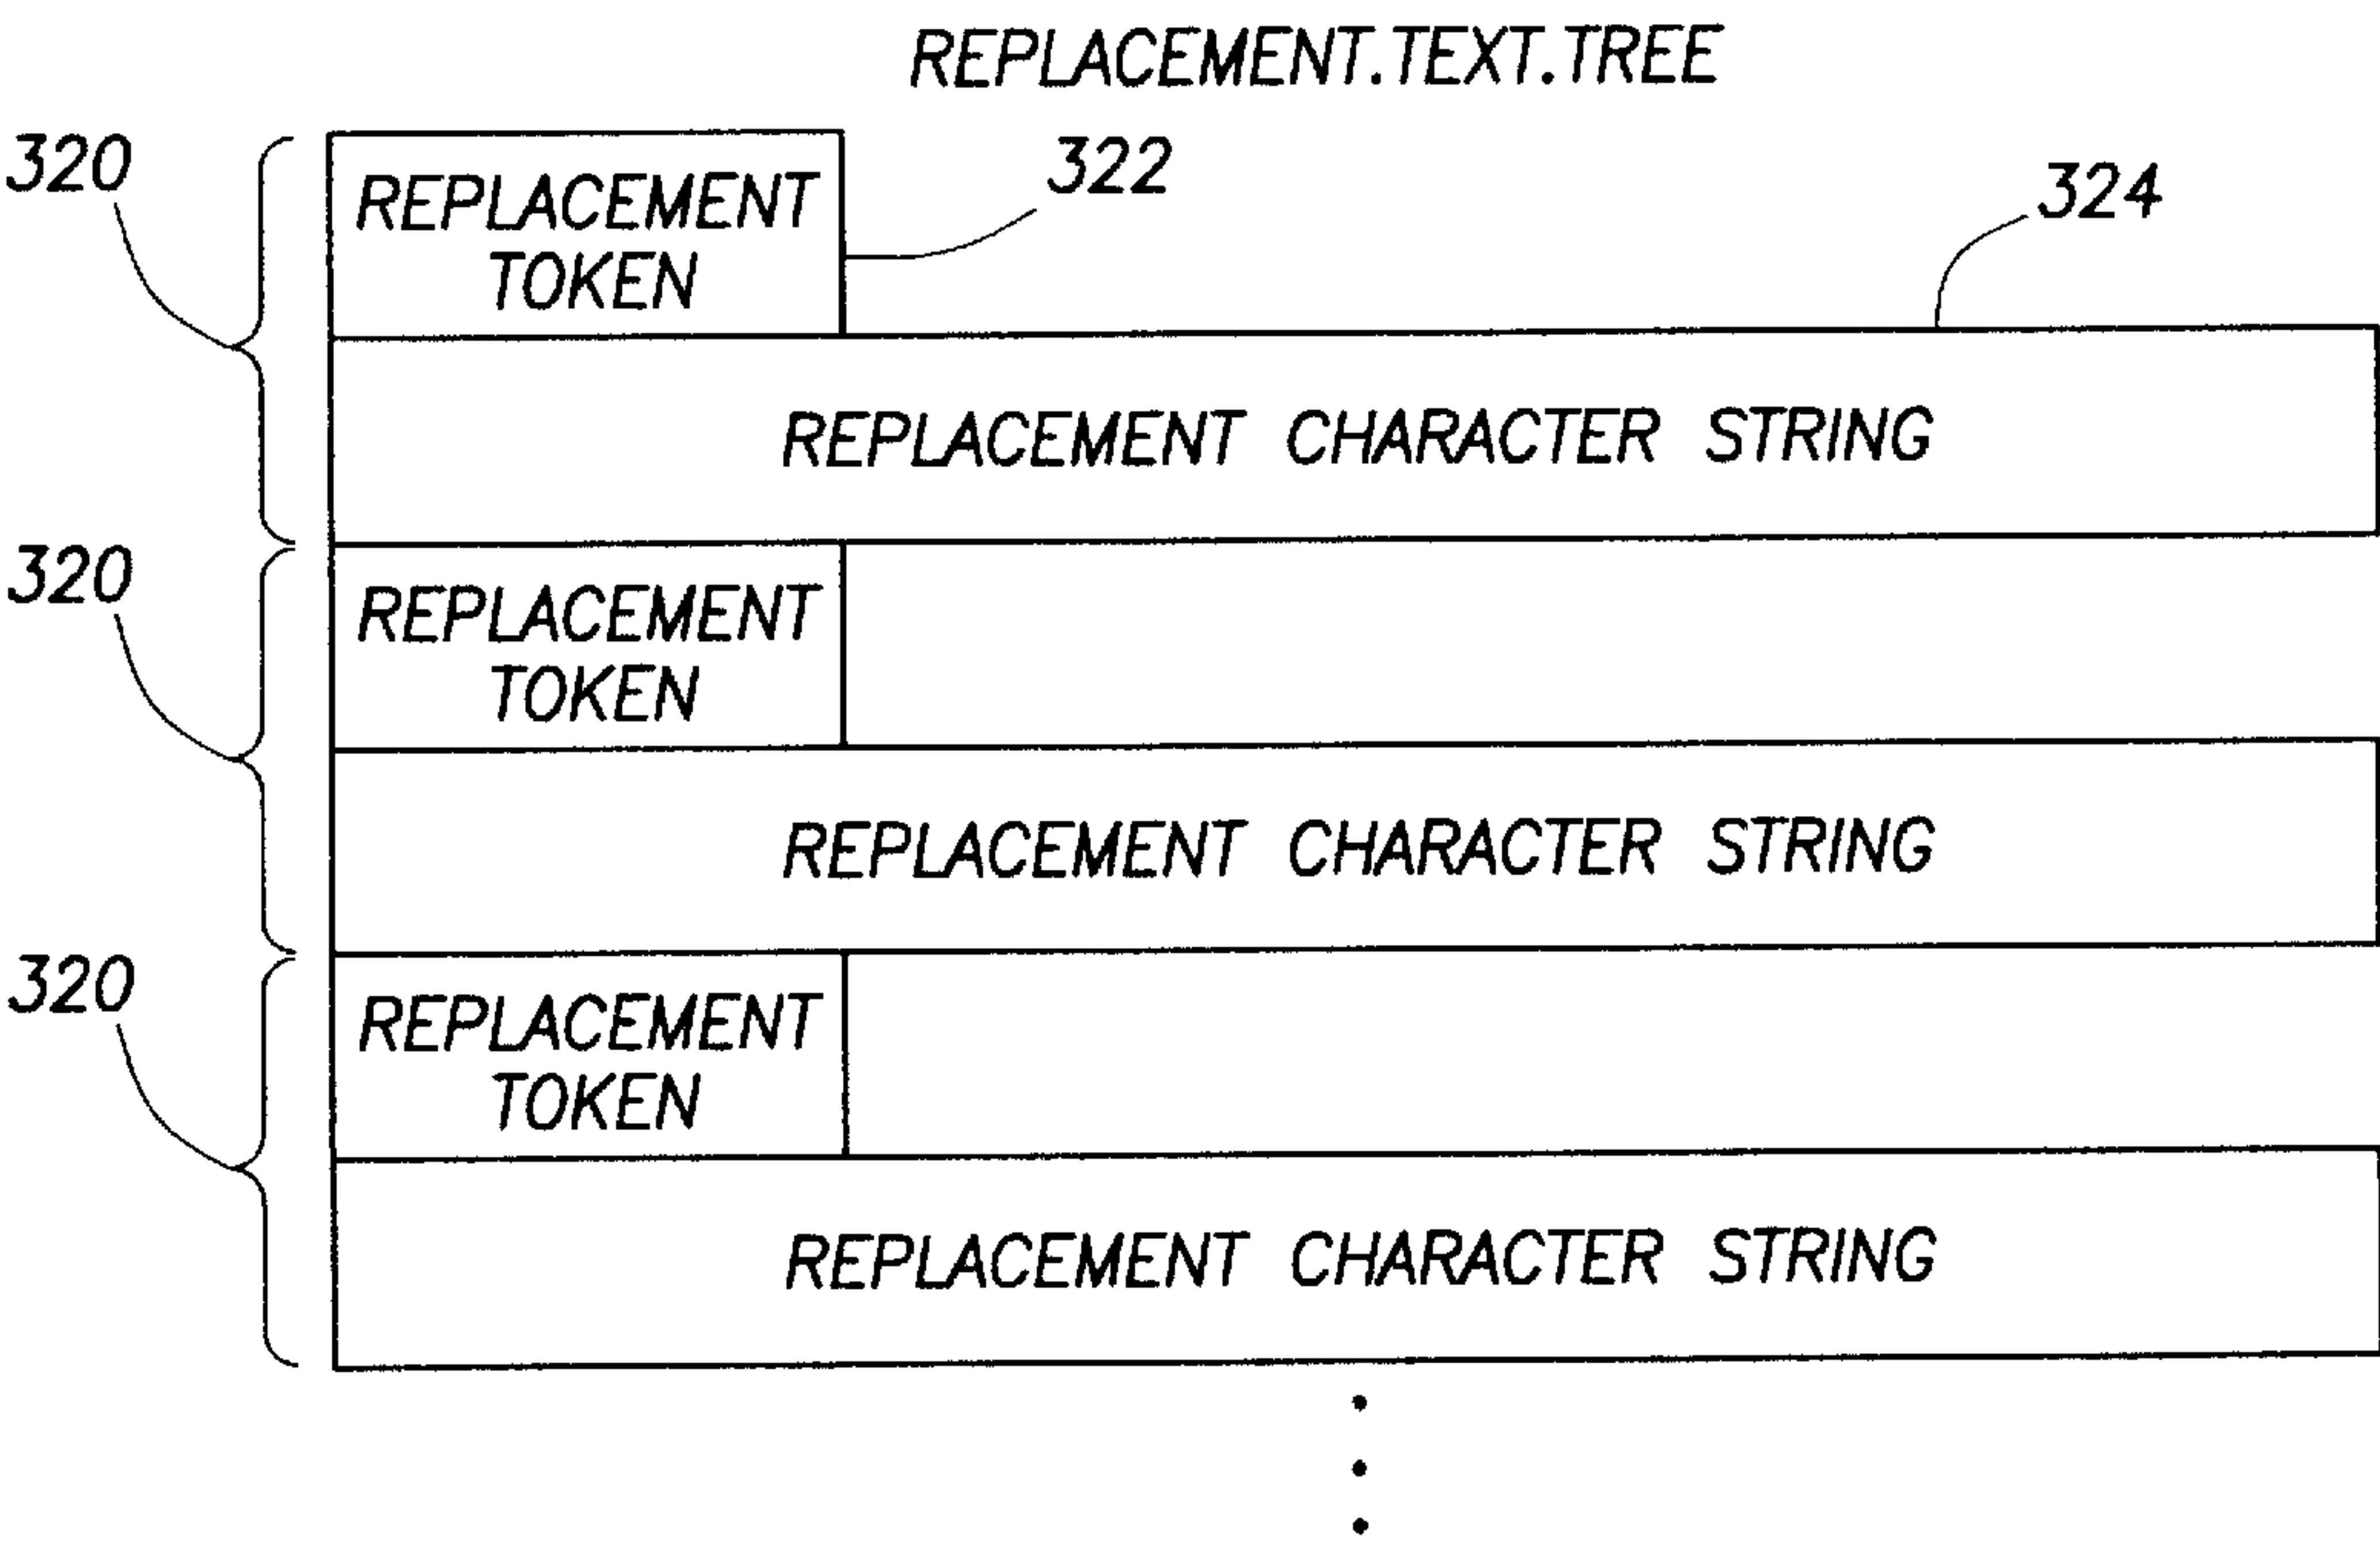 REPLACEMENT.TEXT.TREE
320
322
324
REPLACEMENT
TOKEN
REPLACEMENT CHARACTER STRING
320
REPLACEMENT
TOKEN
REPLACEMENT CHARACTER STRING
320
REPLACEMENT
TOKEN
REPLACEMENT CHARACTER STRING